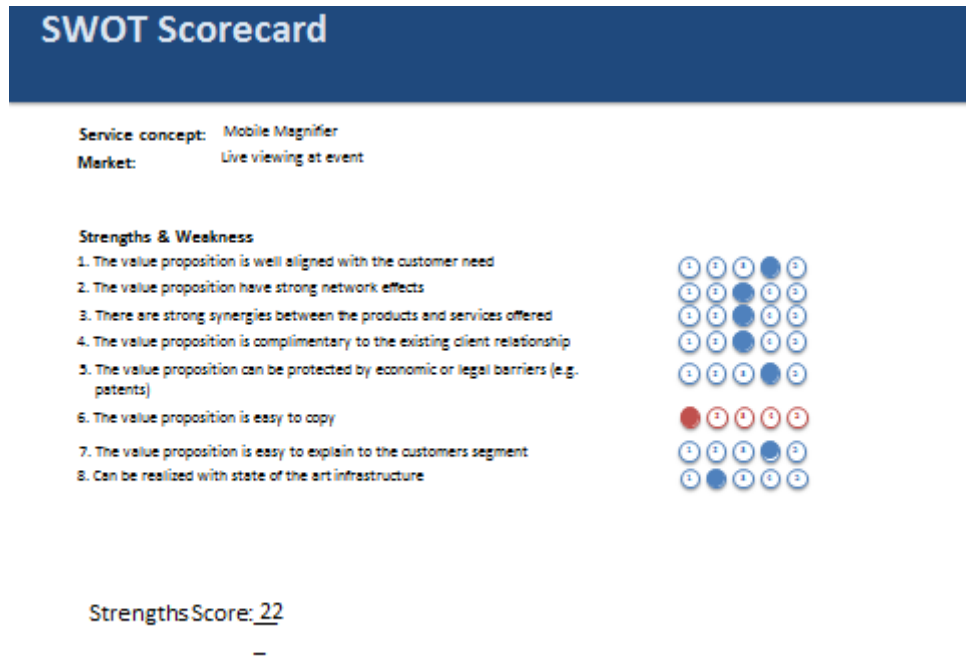 SWOT Scorecard
Service concept: Mobile Magnifier
Market: Live viewing at event
Strengths & Weakness
1. The value proposition is well aligned with the customer need
2. The value proposition have strong network effects
3. There are strong synergies between the products and services offered
4. The value proposition is complimentary to the existing client relationship
5. The value proposition can be protected by economic or legal barriers (e.g.
patents)
6. The value proposition is easy to copy
7. The value proposition is easy to explain to the customers segment
8. Can be realized with state of the art infrastructure
Strengths Score: 22